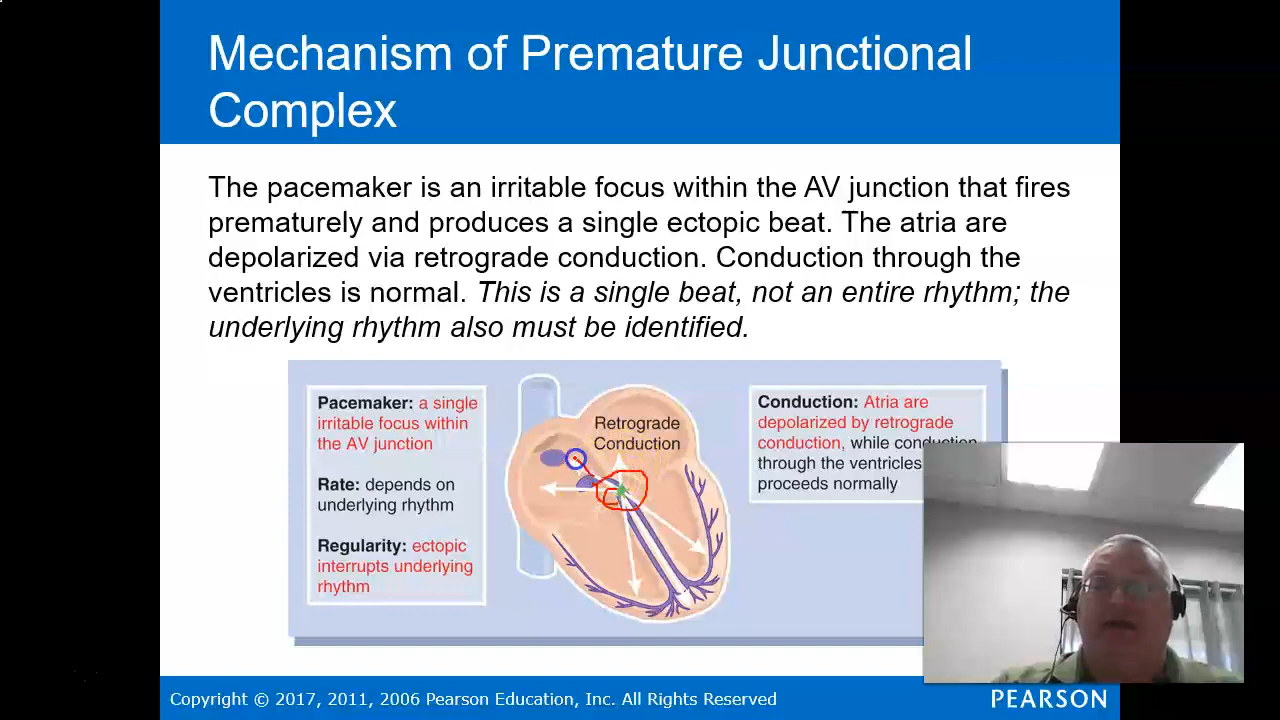 Mechanism of Premature Junctional
Complex
The pacemaker is an irritable focus within the AV junction that fires
prematurely and produces a single ectopic beat. The atria are
depolarized via retrograde conduction. Conduction through the
ventricles is normal. This is a single beat, not an entire rhythm; the
underlying rhythm also must be identified.
Pacemaker: a single
irritable focus within
the AV junction
Rate: depends on
underlying rhythm
Regularity: ectopic
interrupts underlying
rhythm
Retrograde
Conduction
Conduction: Atria are
depolarized by retrograde
conduction, while conduction
through the ventricles
proceeds normally
Copyright © 2017, 2011, 2006 Pearson Education, Inc. All Rights Reserved
PEARSON